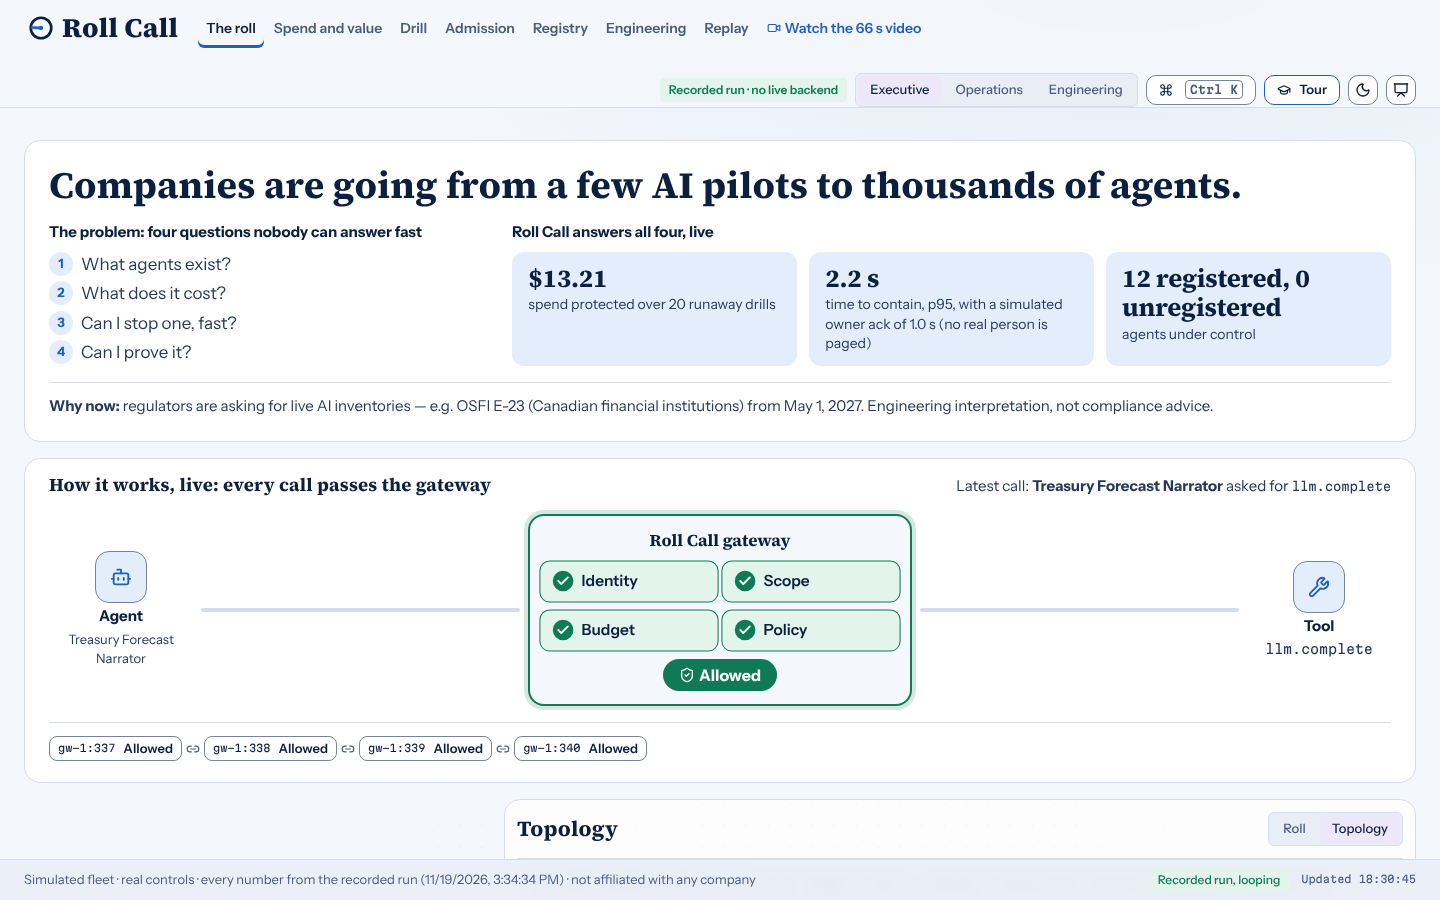 Roll Call
The roll
Spend and value
Drill
Admission
Registry
Engineering
Replay
Watch the 66 s video
Recorded run · no live backend
Executive
Operations
Engineering
⌘ Ctrl K
Tour
Companies are going from a few AI pilots to thousands of agents.
The problem: four questions nobody can answer fast
1 What agents exist?
2 What does it cost?
3 Can I stop one, fast?
4 Can I prove it?
Roll Call answers all four, live
$13.21
spend protected over 20 runaway drills
2.2 s
time to contain, p95, with a simulated
owner ack of 1.0 s (no real person is
paged)
12 registered, 0
unregistered
agents under control
Why now: regulators are asking for live AI inventories — e.g. OSFI E-23 (Canadian financial institutions) from May 1, 2027. Engineering interpretation, not compliance advice.
How it works, live: every call passes the gateway
Latest call: Treasury Forecast Narrator asked for llm.complete
Agent
Treasury Forecast
Narrator
Roll Call gateway
Identity
Scope
Budget
Policy
Allowed
Tool
llm.complete
gw-1:337 Allowed
gw-1:338 Allowed
gw-1:339 Allowed
gw-1:340 Allowed
Topology
Roll
Topology
Simulated fleet · real controls · every number from the recorded run (11/19/2026, 3:34:34 PM) · not affiliated with any company
Recorded run, looping
Updated 18:30:45